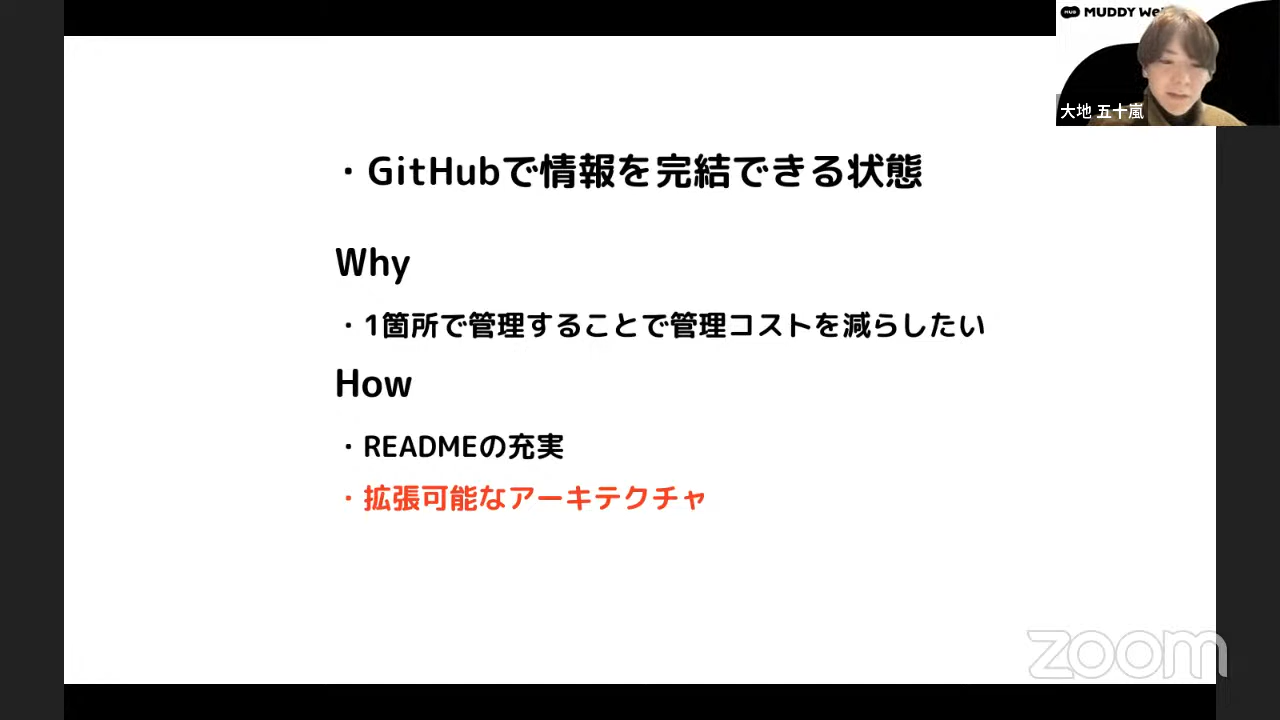 MUDDY We
大地 五十嵐
・GitHubで情報を完結できる状態
Why
・1箇所で管理することで管理コストを減らしたい
How
・READMEの充実
・拡張可能なアーキテクチャ
zoom